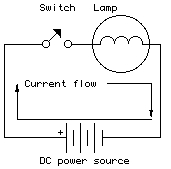 Switch Lamp
Current flow
+
DC power source